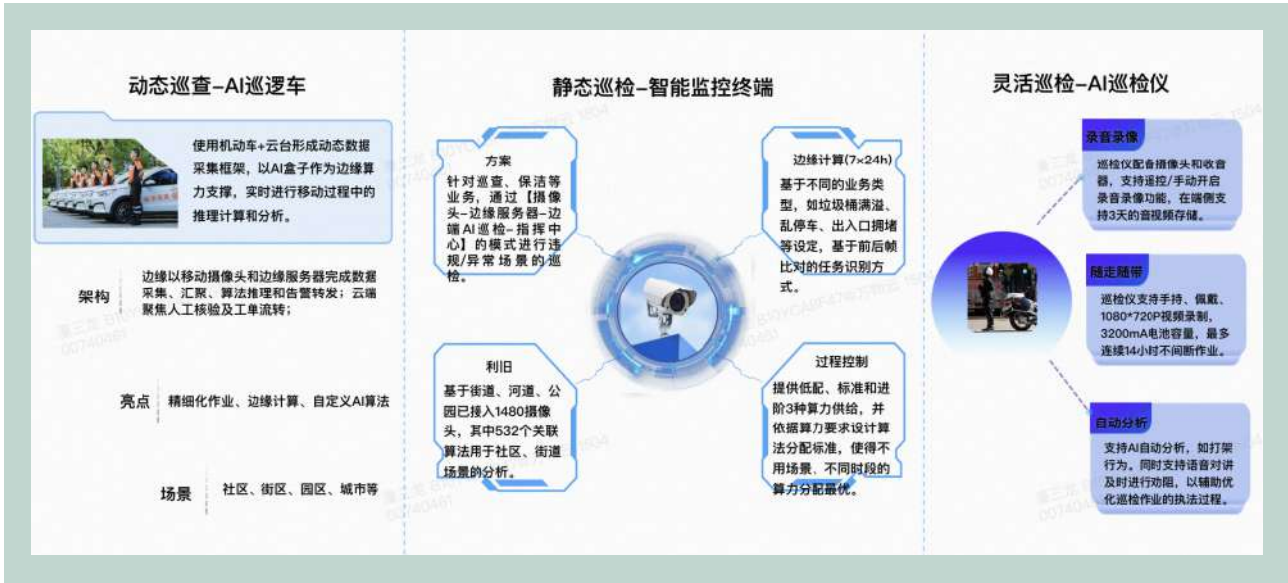 动态巡查-AI巡逻车
使用机动车+云台形成动态数据
采集框架，以AI盒子作为边缘算
力支撑，实时进行移动过程中的
推理计算和分析。
架构
边缘以移动摄像头和边缘服务器完成数据
采集、汇聚、算法推理和告警转发；云端
聚焦人工核验及工单流转；
亮点
精细化作业、边缘计算、自定义AI算法
场景
社区、街区、园区、城市等
静态巡检-智能监控终端
方案
针对巡查、保洁等
业务，通过【摄像
头-边缘服务器-边
端AI巡检-指挥中
心】的模式进行违
规/异常场景的巡
检。
边缘计算(7×24h)
基于不同的业务类
型，如垃圾桶满溢、
乱停车、出入口拥堵
等设定，基于前后帧
比对的任务识别方
式。
利旧
基于街道、河道、公
园已接入1480摄像
头，其中532个关联
算法用于社区、街道
场景的分析。
过程控制
提供低配、标准和进
阶3种算力供给，并
依据算力要求设计算
法分配标准，使得不
用场景、不同时段的
算力分配最优。
灵活巡检-AI巡检仪
录音录像
巡检仪配备摄像头和收音
器，支持遥控/手动开启
录音录像功能，在端侧支
持3天的音视频存储。
随走随带
巡检仪支持手持、佩戴、
1080*720P视频录制，
3200mA电池容量，最多
连续14小时不间断作业。
自动分析
支持AI自动分析，如打架
行为。同时支持语音对讲
及时进行劝阻，以辅助优
化巡检作业的执法过程。